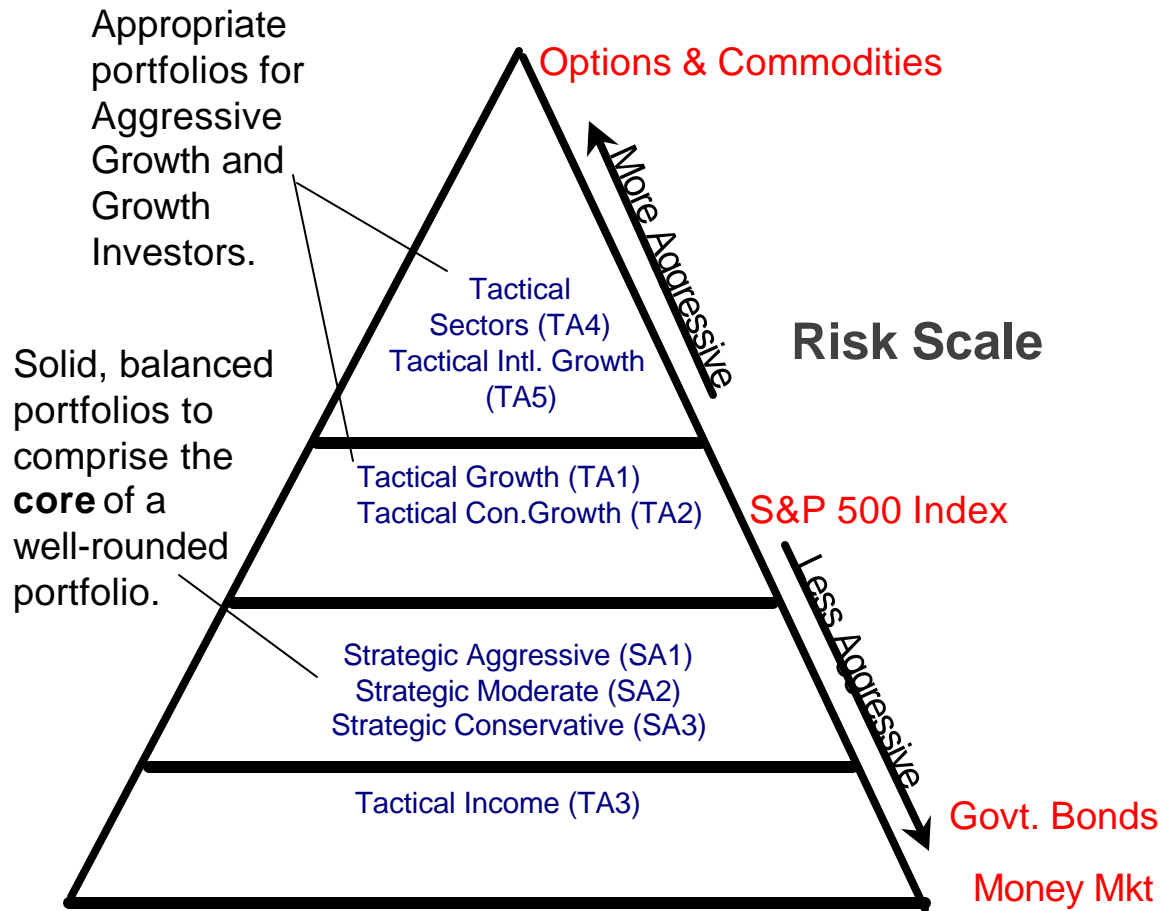 Appropriate
portfolios for
Aggressive
Growth and
Growth
Investors.
Options & Commodities
More Aggressive
Risk Scale
Tactical
Sectors (TA4)
Tactical Intl. Growth
(TA5)
Solid, balanced
portfolios to
comprise the
core of a
well-rounded
portfolio.
Tactical Growth (TA1)
Tactical Con.Growth (TA2)
S&P 500 Index
Less Aggressive
Strategic Aggressive (SA1)
Strategic Moderate (SA2)
Strategic Conservative (SA3)
Tactical Income (TA3)
Govt. Bonds
Money Mkt